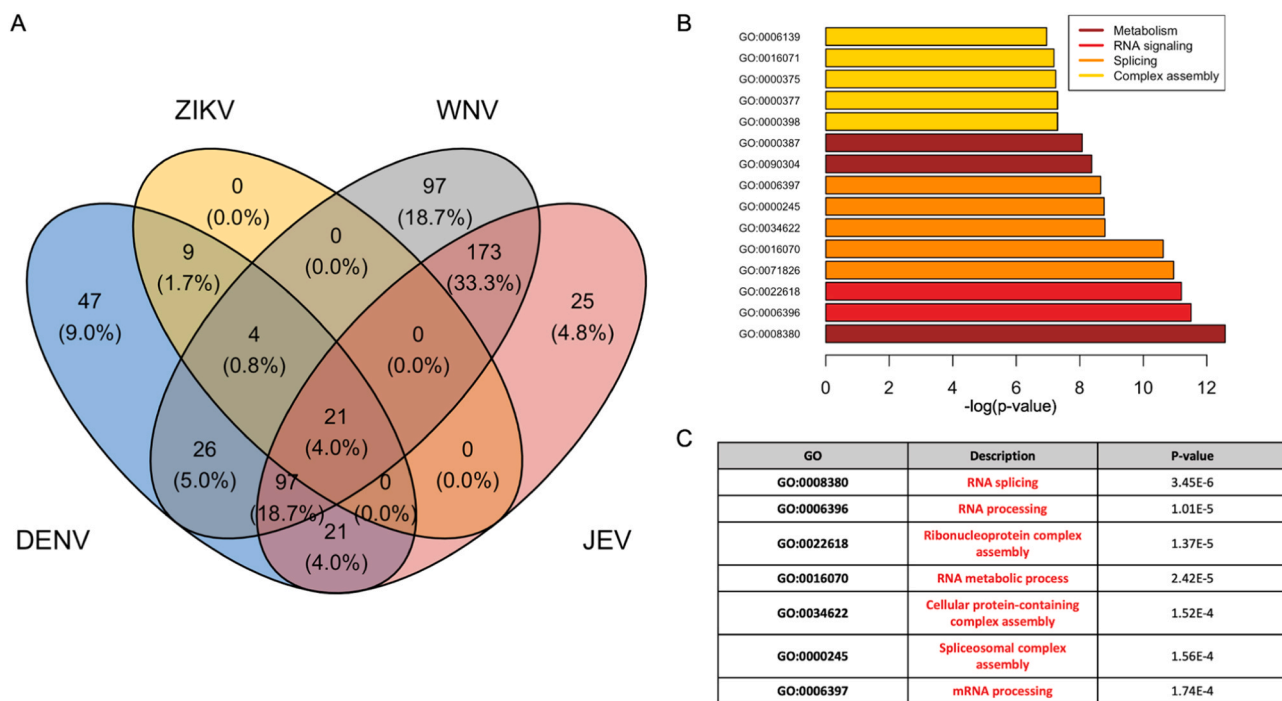 A
ZIKV
WNV
DENV
JEV
0
(0.0%)
97
(18.7%)
9
(1.7%)
0
(0.0%)
173
(33.3%)
47
(9.0%)
25
(4.8%)
4
(0.8%)
0
(0.0%)
21
(4.0%)
26
(5.0%)
0
(0.0%)
97
(18.7%)
0
(0.0%)
21
(4.0%)
B
Metabolism
RNA signaling
Splicing
Complex assembly
GO:0006139
GO:0016071
GO:0000375
GO:0000377
GO:0000398
GO:0000387
GO:0090304
GO:0006397
GO:0000245
GO:0034622
GO:0016070
GO:0071826
GO:0022618
GO:0006396
GO:0008380
0 2 4 6 8 10 12
-log(p-value)
C
GO Description P-value
GO:0008380 RNA splicing 3.45E-6
GO:0006396 RNA processing 1.01E-5
GO:0022618 Ribonucleoprotein complex
assembly 1.37E-5
GO:0016070 RNA metabolic process 2.42E-5
GO:0034622 Cellular protein-containing
complex assembly 1.52E-4
GO:0000245 Spliceosomal complex
assembly 1.56E-4
GO:0006397 mRNA processing 1.74E-4